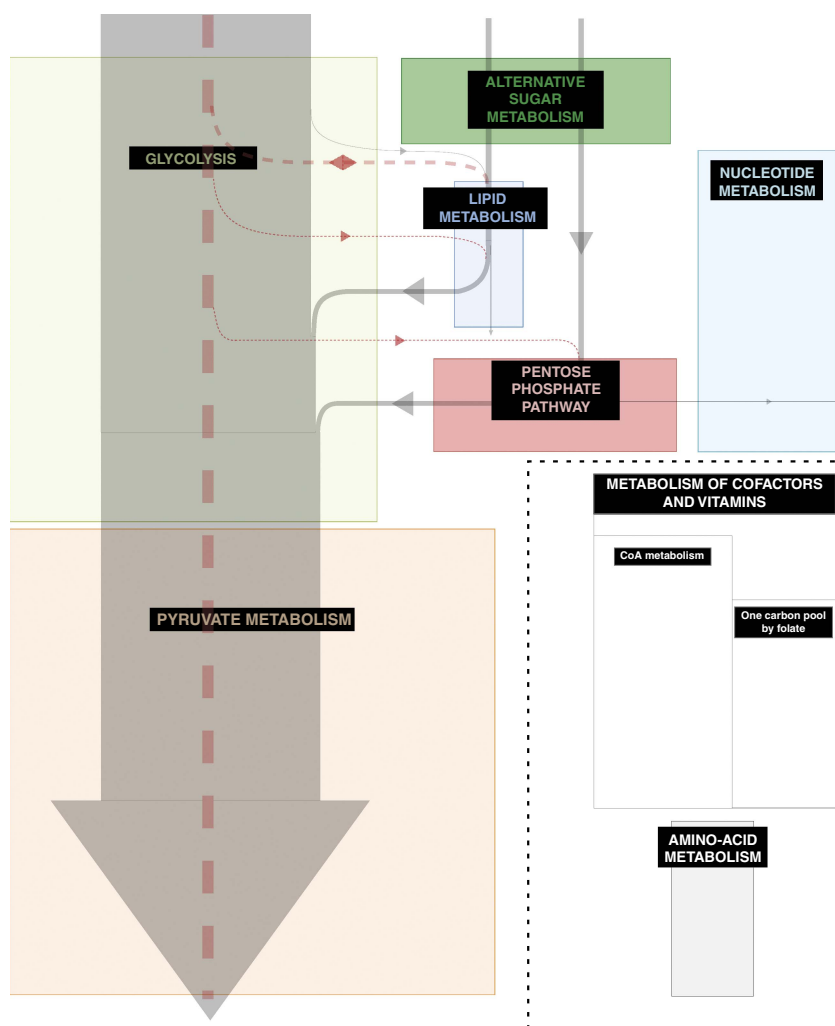 ALTERNATIVE
SUGAR
METABOLISM
GLYCOLYSIS
NUCLEOTIDE
METABOLISM
LIPID
METABOLISM
PENTOSE
PHOSPHATE
PATHWAY
METABOLISM OF COFACTORS
AND VITAMINS
CoA metabolism
One carbon pool
by folate
PYRUVATE METABOLISM
AMINO-ACID
METABOLISM